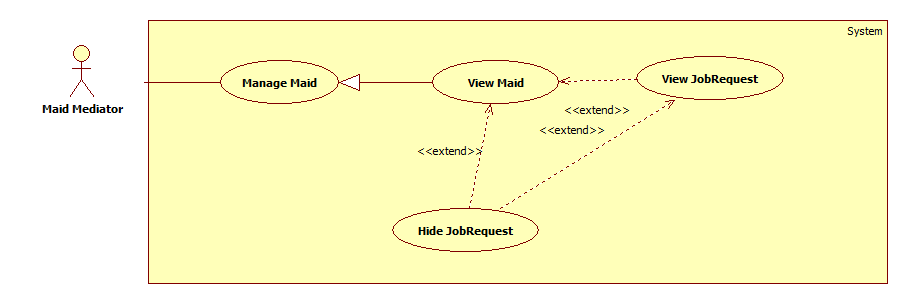 System
Manage Maid
View Maid
View JobRequest
Maid Mediator
<<extend>>
<<extend>>
<<extend>>
Hide JobRequest